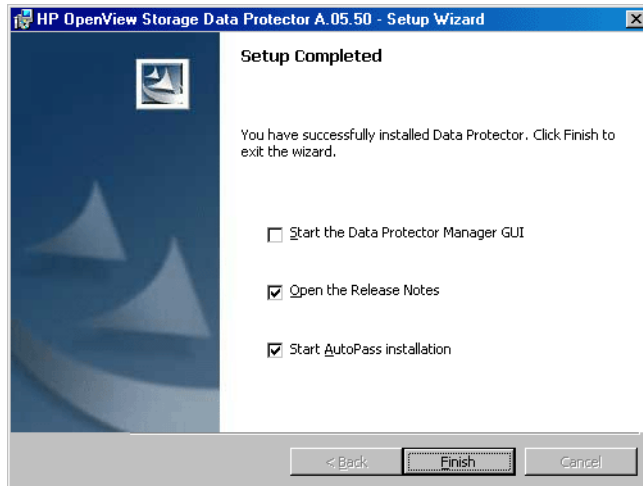 HP OpenView Storage Data Protector A.05.50 - Setup Wizard
Setup Completed
You have successfully installed Data Protector. Click Finish to
exit the wizard.
Start the Data Protector Manager GUI
Open the Release Notes
Start AutoPass installation
< Back
Finish
Cancel